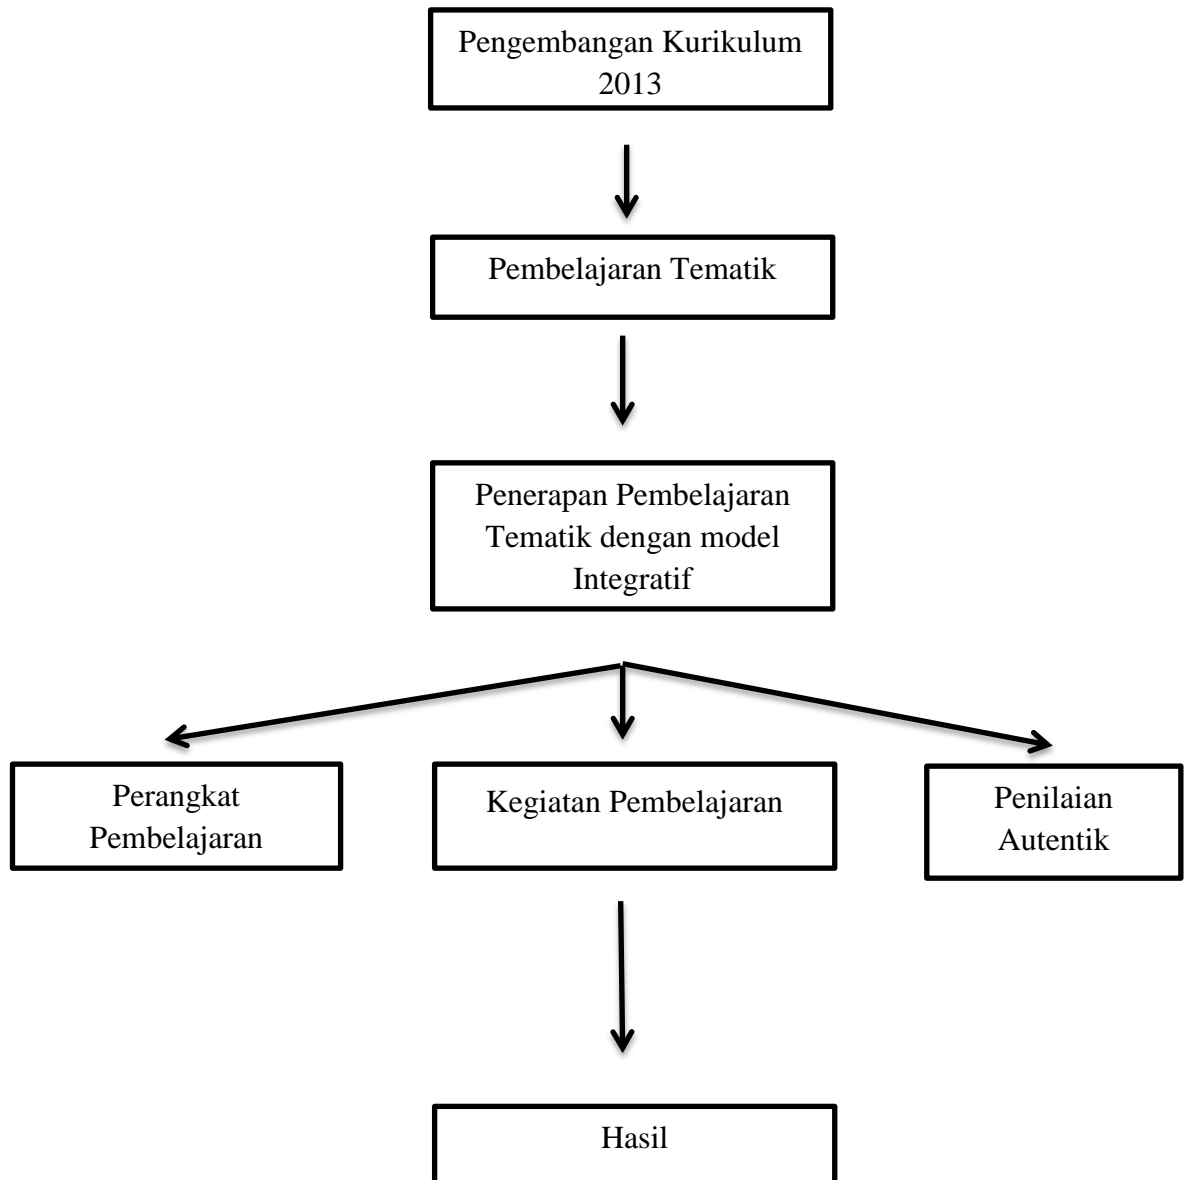 Pengembangan Kurikulum
2013
Pembelajaran Tematik
Penerapan Pembelajaran
Tematik dengan model
Integratif
Perangkat
Pembelajaran
Kegiatan Pembelajaran
Penilaian
Autentik
Hasil